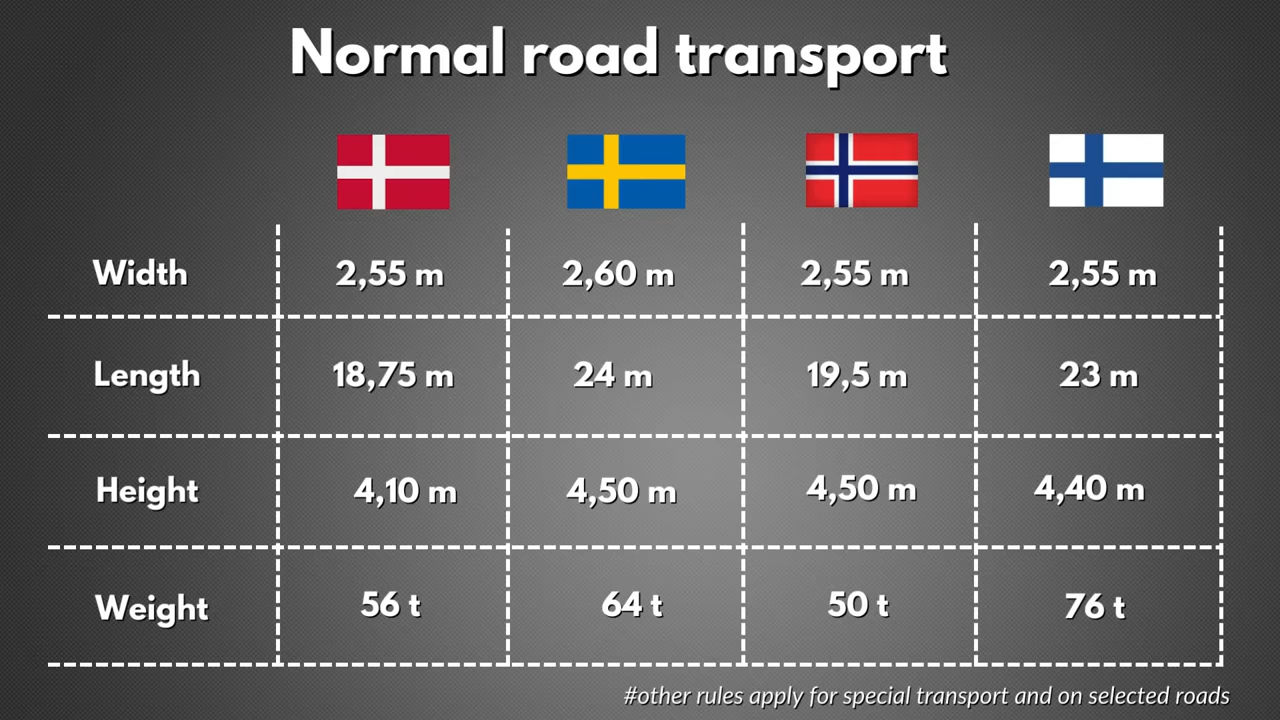 Normal road transport
Width 2,55 m 2,60 m 2,55 m 2,55 m
Length 18,75 m 24 m 19,5 m 23 m
Height 4,10 m 4,50 m 4,50 m 4,40 m
Weight 56 t 64 t 50 t 76 t
#other rules apply for special transport and on selected roads